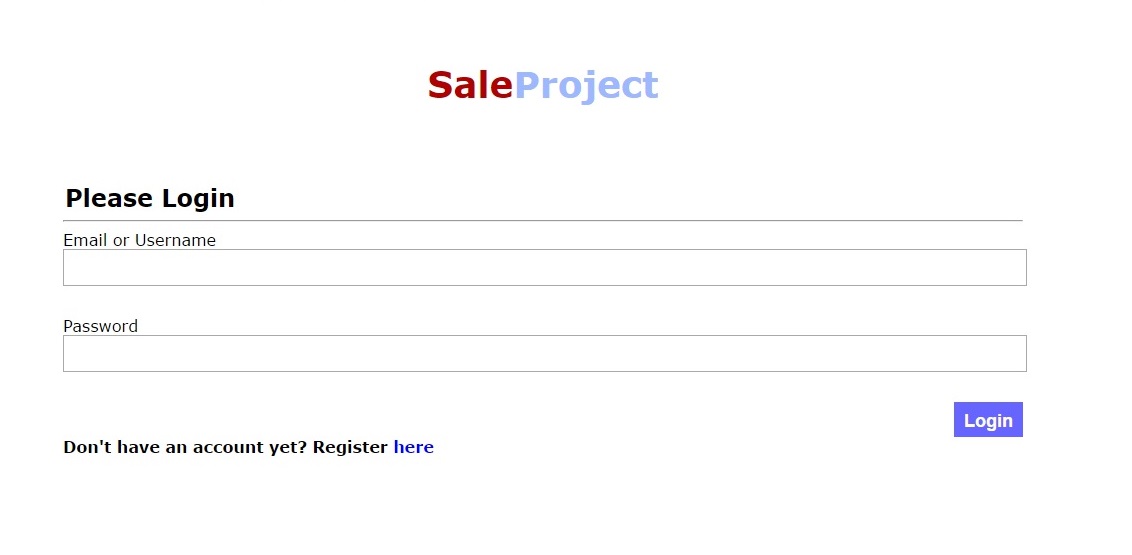 SaleProject
Please Login
Email or Username
Password
Login
Don't have an account yet? Register here